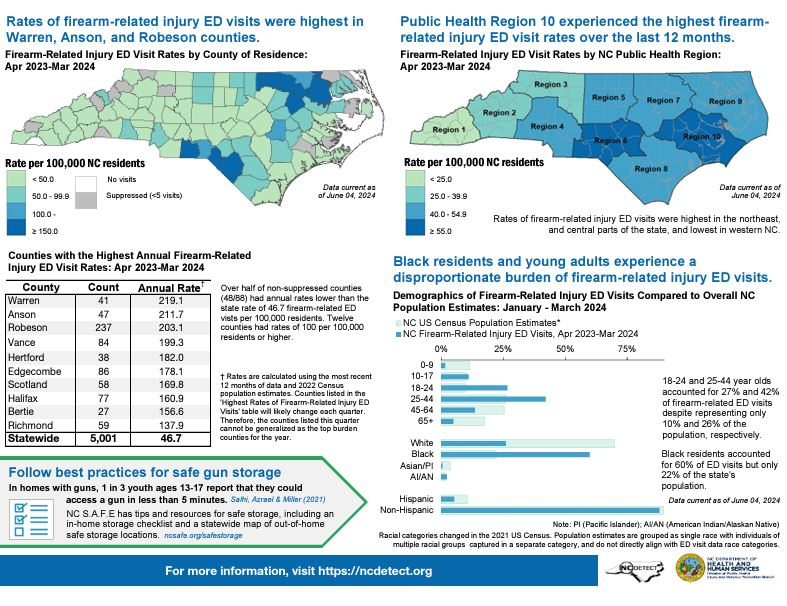 Rates of firearm-related injury ED visits were highest in
Warren, Anson, and Robeson counties.
Firearm-Related Injury ED Visit Rates by County of Residence:
Apr 2023-Mar 2024
Rate per 100,000 NC residents
< 50.0
50.0 - 99.9
100.0 -
≥ 150.0
No visits
Suppressed (<5 visits)
Data current as
of June 04, 2024
Public Health Region 10 experienced the highest firearm-
related injury ED visit rates over the last 12 months.
Firearm-Related Injury ED Visit Rates by NC Public Health Region:
Apr 2023-Mar 2024
Region 1
Region 2
Region 3
Region 4
Region 5
Region 6
Region 7
Region 8
Region 9
Region 10
Rate per 100,000 NC residents
< 25.0
25.0 - 39.9
40.0 - 54.9
≥ 55.0
Data current as of
June 04, 2024
Rates of firearm-related injury ED visits were highest in the northeast,
and central parts of the state, and lowest in western NC.
Counties with the Highest Annual Firearm-Related
Injury ED Visit Rates: Apr 2023-Mar 2024
County Count Annual Rate†
Warren 41 219.1
Anson 47 211.7
Robeson 237 203.1
Vance 84 199.3
Hertford 38 182.0
Edgecombe 86 178.1
Scotland 58 169.8
Halifax 77 160.9
Bertie 27 156.6
Richmond 59 137.9
Statewide 5,001 46.7
Over half of non-suppressed counties
(48/88) had annual rates lower than the
state rate of 46.7 firearm-related ED
vists per 100,000 residents. Twelve
counties had rates of 100 per 100,000
residents or higher.
† Rates are calculated using the most recent
12 months of data and 2022 Census
population estimates. Counties listed in the
'Highest Rates of Firearm-Related Injury ED
Visits' table will likely change each quarter.
Therefore, the counties listed this quarter
cannot be generalized as the top burden
counties for the year.
Black residents and young adults experience a
disproportionate burden of firearm-related injury ED visits.
Demographics of Firearm-Related Injury ED Visits Compared to Overall NC
Population Estimates: January - March 2024
NC US Census Population Estimates*
NC Firearm-Related Injury ED Visits, Apr 2023-Mar 2024
0% 25% 50% 75%
0-9
10-17
18-24
25-44
45-64
65+
White
Black
Asian/PI
AI/AN
Hispanic
Non-Hispanic
18-24 and 25-44 year olds
accounted for 27% and 42%
of firearm-related ED visits
despite representing only
10% and 26% of the
population, respectively.
Black residents accounted
for 60% of ED visits but only
22% of the state's
population.
Data current as of June 04, 2024
Note: PI (Pacific Islander); AI/AN (American Indian/Alaskan Native)
Racial categories changed in the 2021 US Census. Population estimates are grouped as single race with individuals of
multiple racial groups captured in a separate category, and do not directly align with ED visit data race categories.
Follow best practices for safe gun storage
In homes with guns, 1 in 3 youth ages 13-17 report that they could
access a gun in less than 5 minutes. Salhi, Azrael & Miller (2021)
NC S.A.F.E has tips and resources for safe storage, including an
in-home storage checklist and a statewide map of out-of-home
safe storage locations. ncsafe.org/safestorage
For more information, visit https://ncdetect.org
NC DETECT
NC DEPARTMENT OF
HEALTH AND
HUMAN SERVICES
Division of Public Health
Injury and Violence Prevention Branch